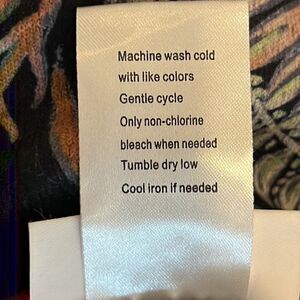 Machine wash cold
with like colors
Gentle cycle
Only non-chlorine
bleach when needed
Tumble dry low
Cool iron if needed